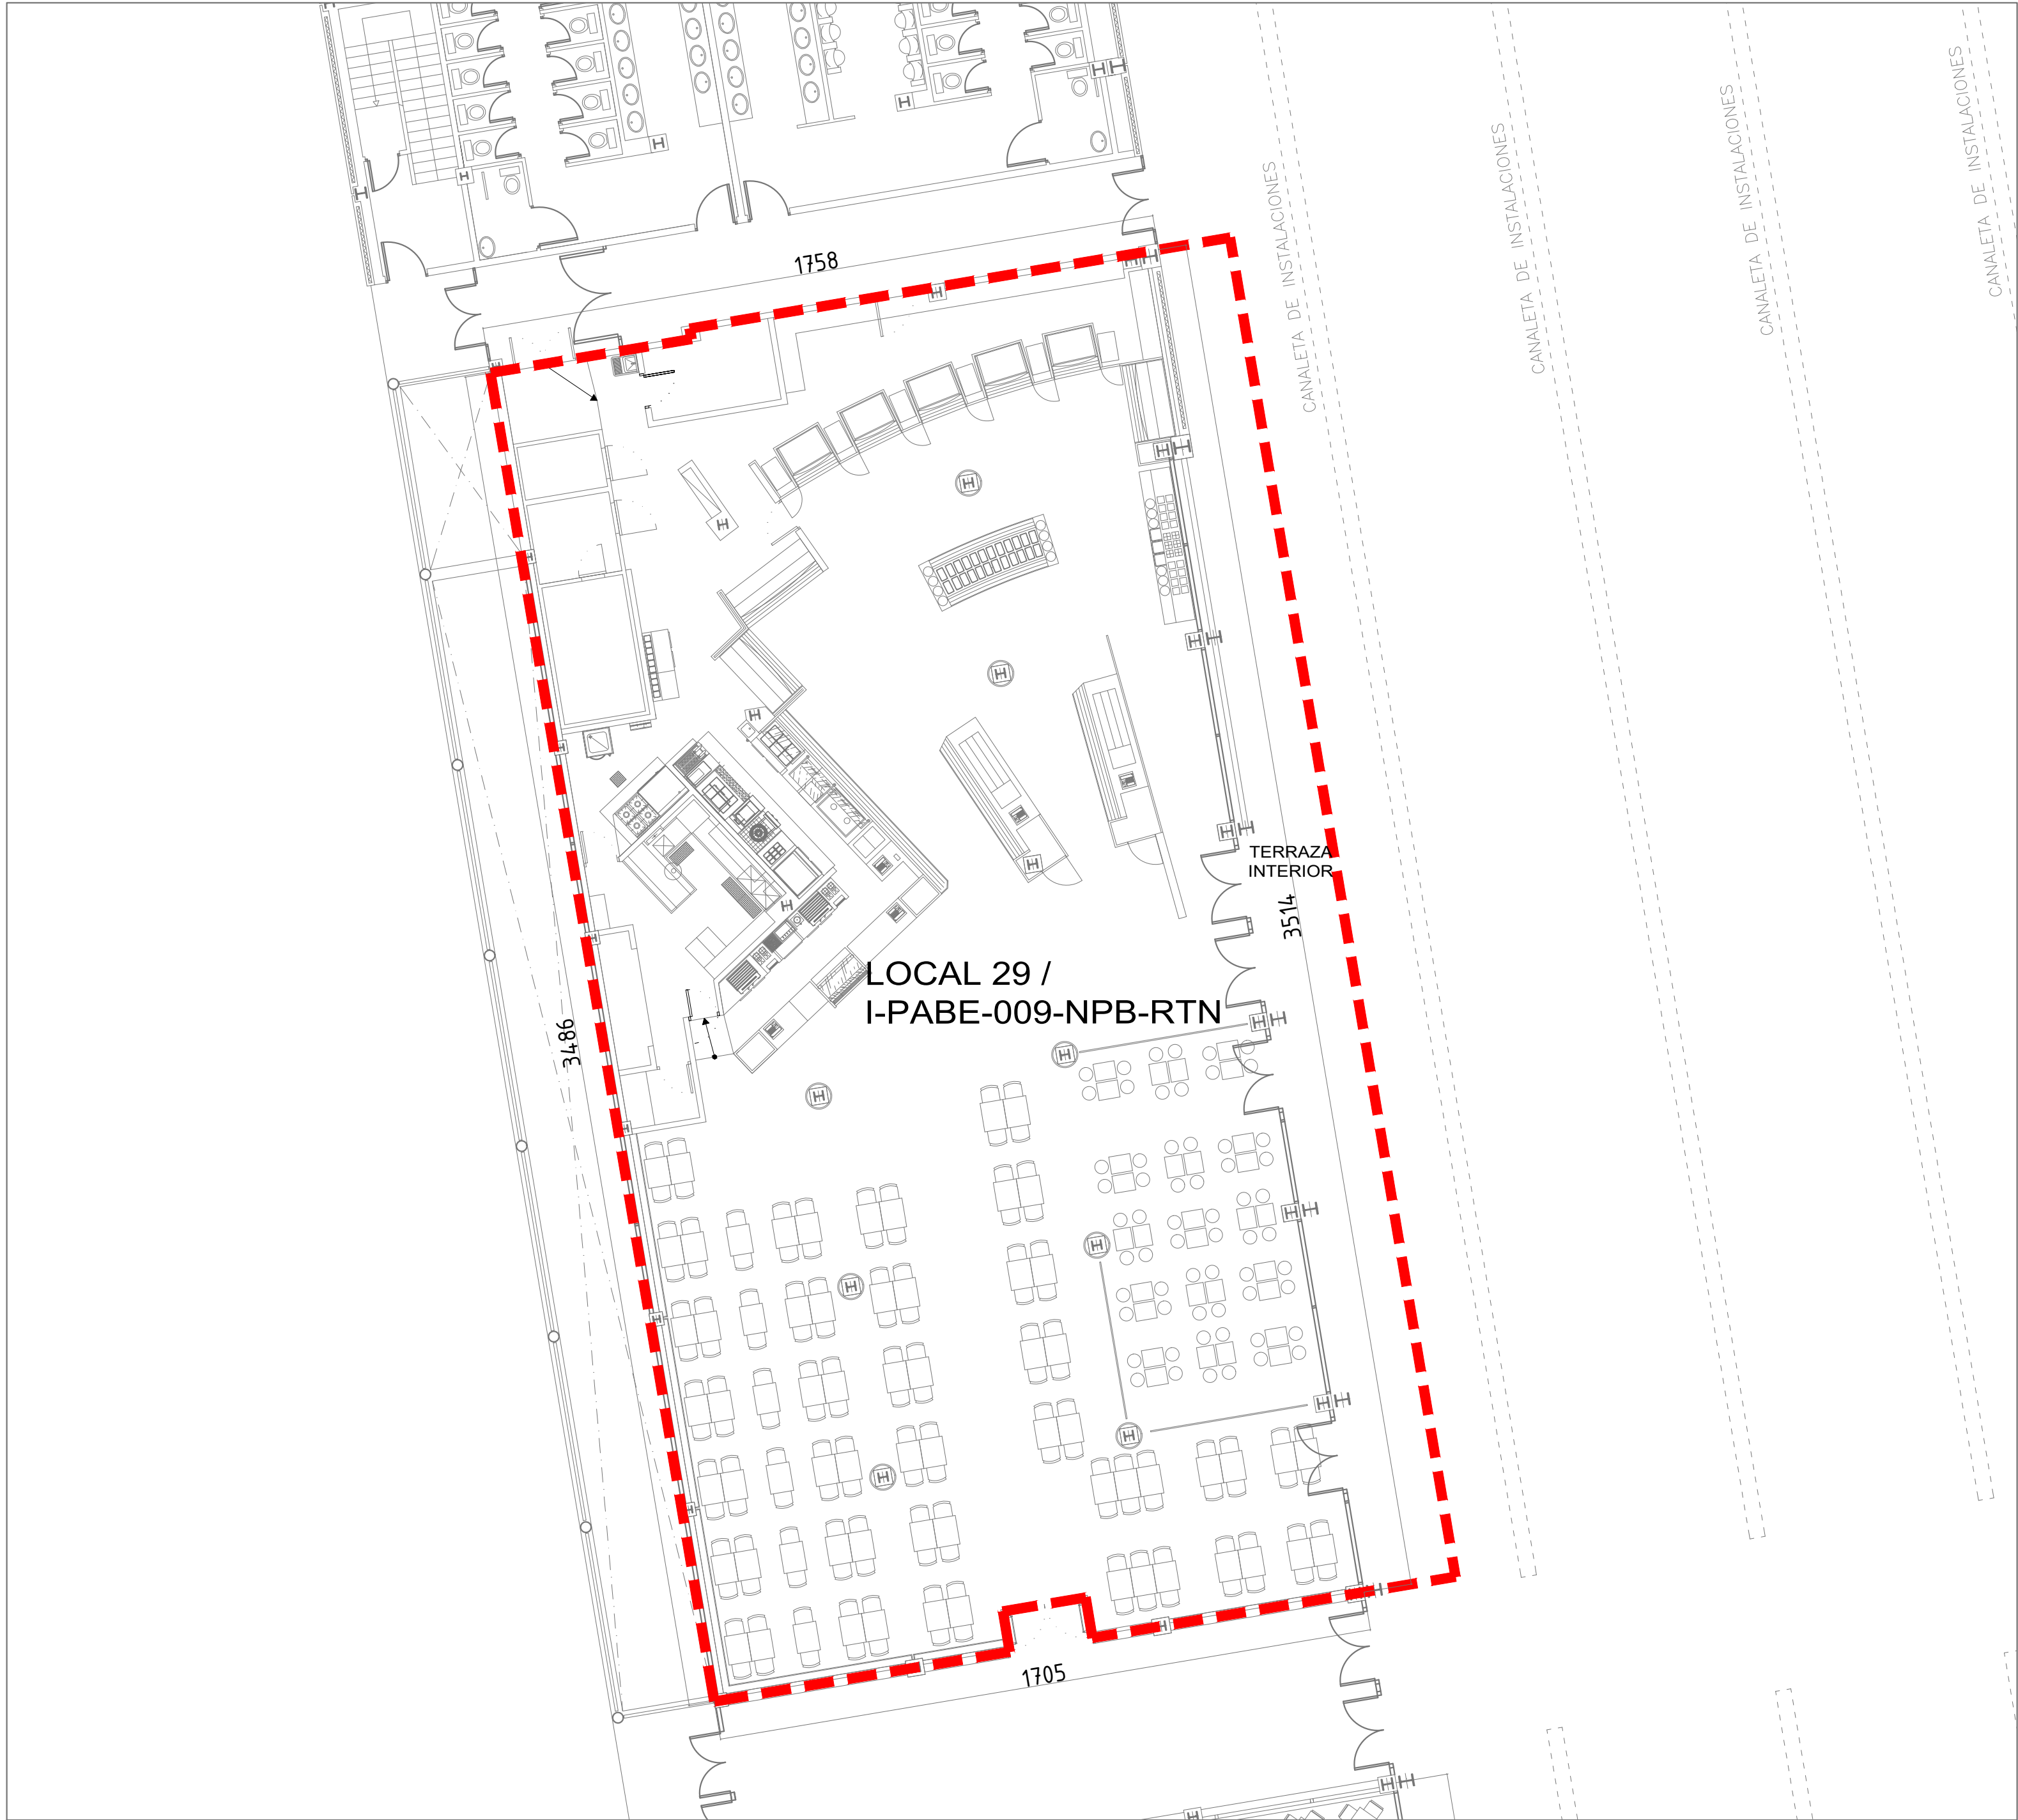 CANALETA DE INSTALACIONES
CANALETA DE INSTALACIONES
CANALETA DE INSTALACIONES
CANALETA DE INSTALACIONES
1758
TERRAZA
INTERIOR
3514
LOCAL 29 /
I-PABE-009-NPB-RTN
3486
1705